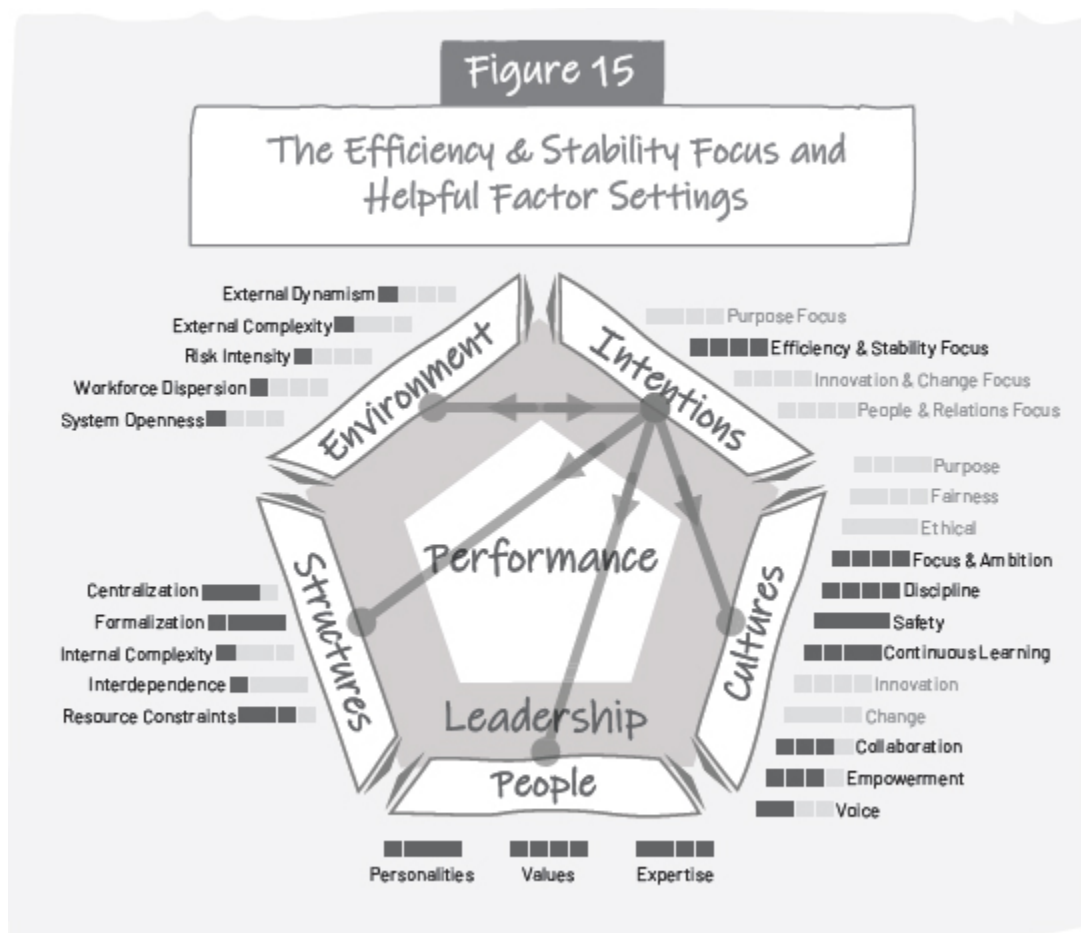 Figure 15
The Efficiency & Stability Focus and
Helpful Factor Settings
External Dynamism
External Complexity
Risk Intensity
Workforce Dispersion
System Openness
Environment
Intentions
Purpose Focus
Efficiency & Stability Focus
Innovation & Change Focus
People & Relations Focus
Purpose
Fairness
Ethical
Focus & Ambition
Discipline
Safety
Continuous Learning
Innovation
Change
Collaboration
Empowerment
Voice
Cultures
Performance
Structures
Centralization
Formalization
Internal Complexity
Interdependence
Resource Constraints
Leadership
People
Personalities
Values
Expertise